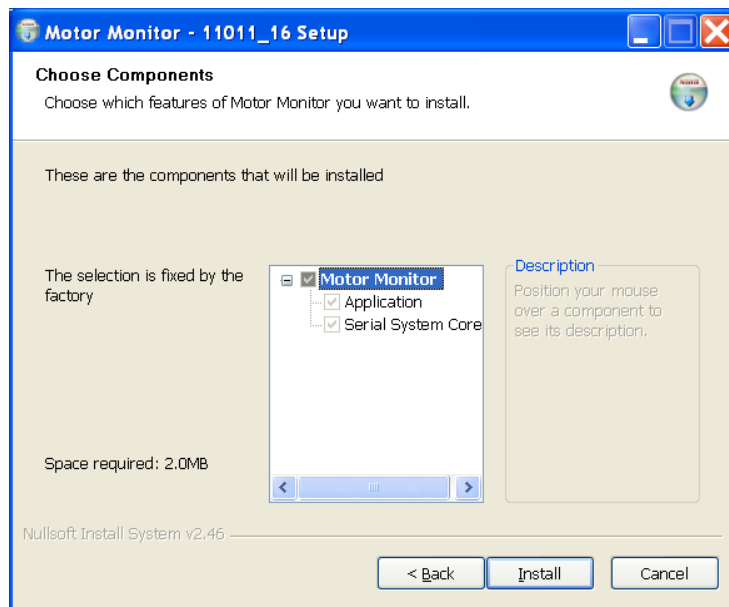 Motor Monitor - 11011_16 Setup
Choose Components
Choose which features of Motor Monitor you want to install.
These are the components that will be installed
The selection is fixed by the
factory
Motor Monitor
Application
Serial System Core
Description
Position your mouse
over a component to
see its description.
Space required: 2.0MB
Nullsoft Install System v2.46
< Back
Install
Cancel